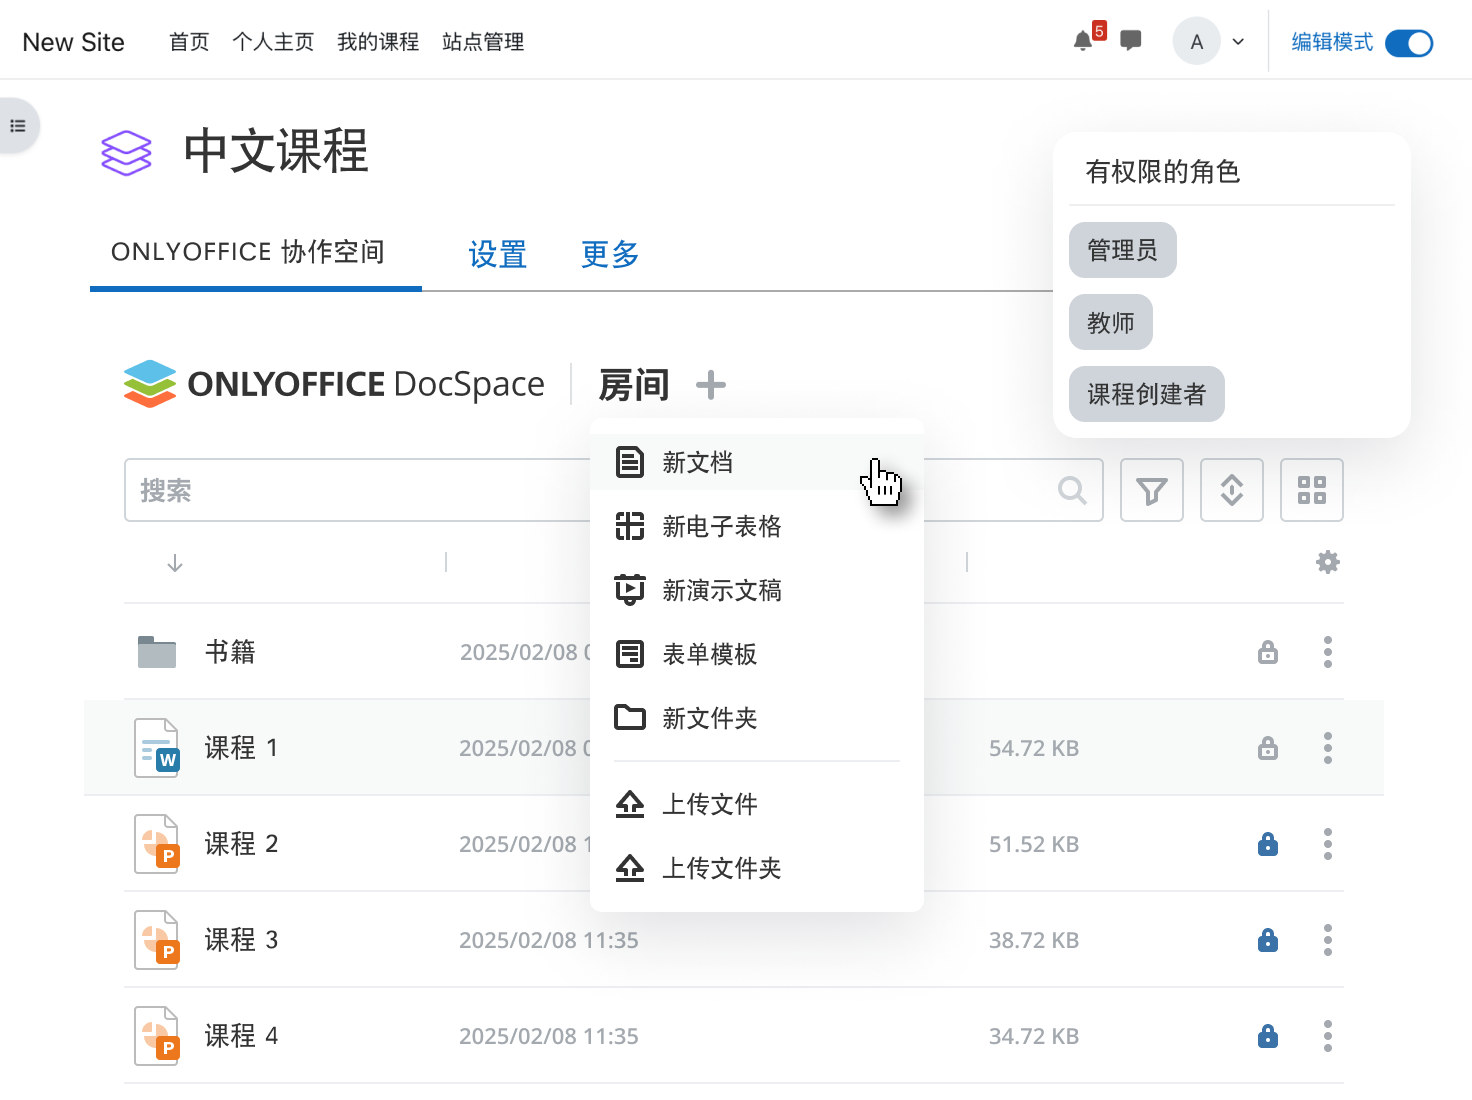 New Site 首页 个人主页 我的课程 站点管理 5 A 编辑模式
中文课程
有权限的角色
管理员
教师
课程创建者
ONLYOFFICE 协作空间 设置 更多
ONLYOFFICE DocSpace 房间
搜索
新文档
新电子表格
新演示文稿
表单模板
新文件夹
上传文件
上传文件夹
书籍 2025/02/08
W 课程 1 2025/02/08 54.72 KB
P 课程 2 2025/02/08 1 51.52 KB
P 课程 3 2025/02/08 11:35 38.72 KB
P 课程 4 2025/02/08 11:35 34.72 KB